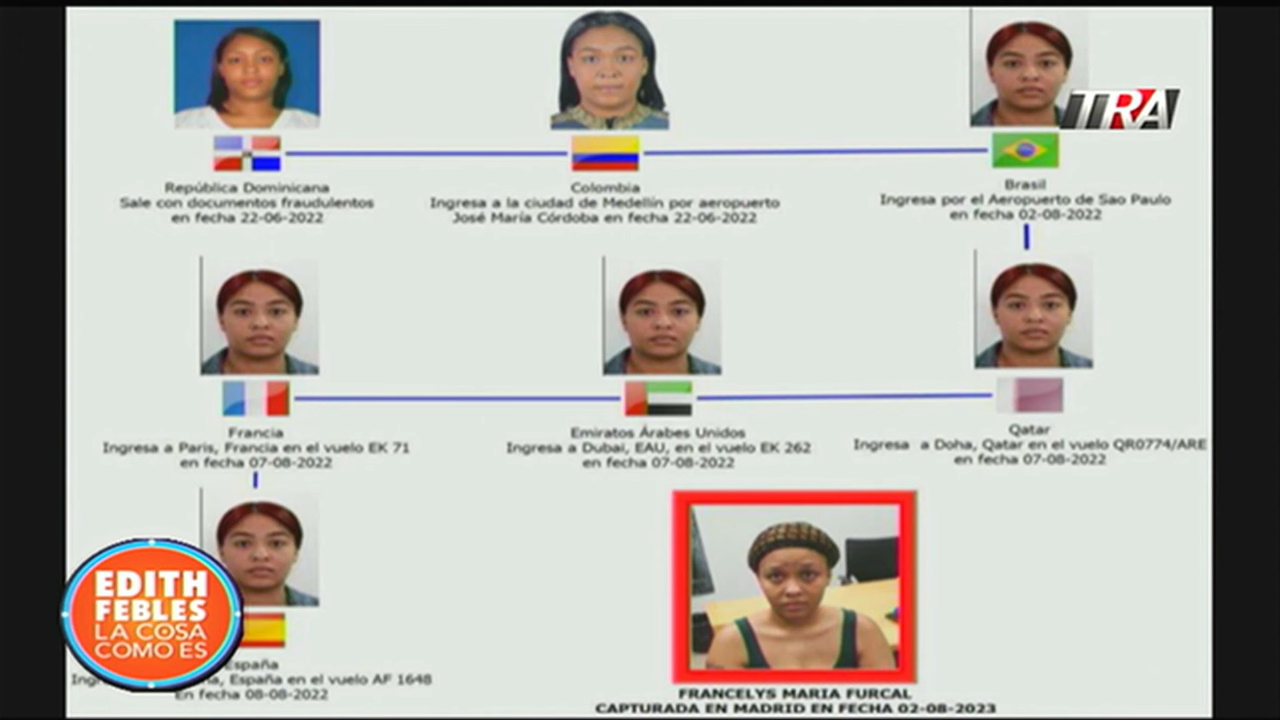 TRA
República Dominicana
Sale con documentos fraudulentos
en fecha 22-06-2022
Colombia
Ingresa a la ciudad de Medellín por aeropuerto
José María Córdoba en fecha 22-06-2022
Brasil
Ingresa por el Aeropuerto de Sao Paulo
en fecha 02-08-2022
Francia
Ingresa a Paris, Francia en el vuelo EK 71
en fecha 07-08-2022
Emiratos Árabes Unidos
Ingresa a Dubai, EAU, en el vuelo EK 262
en fecha 07-08-2022
Qatar
Ingresa a Doha, Qatar en el vuelo QR0774/ARE
en fecha 07-08-2022
EDITH
FEBLES
LA COSA
COMO ES
España
España en el vuelo AF 1648
En fecha 08-08-2022
FRANCELYS MARIA FURCAL
CAPTURADA EN MADRID EN FECHA 02-08-2023